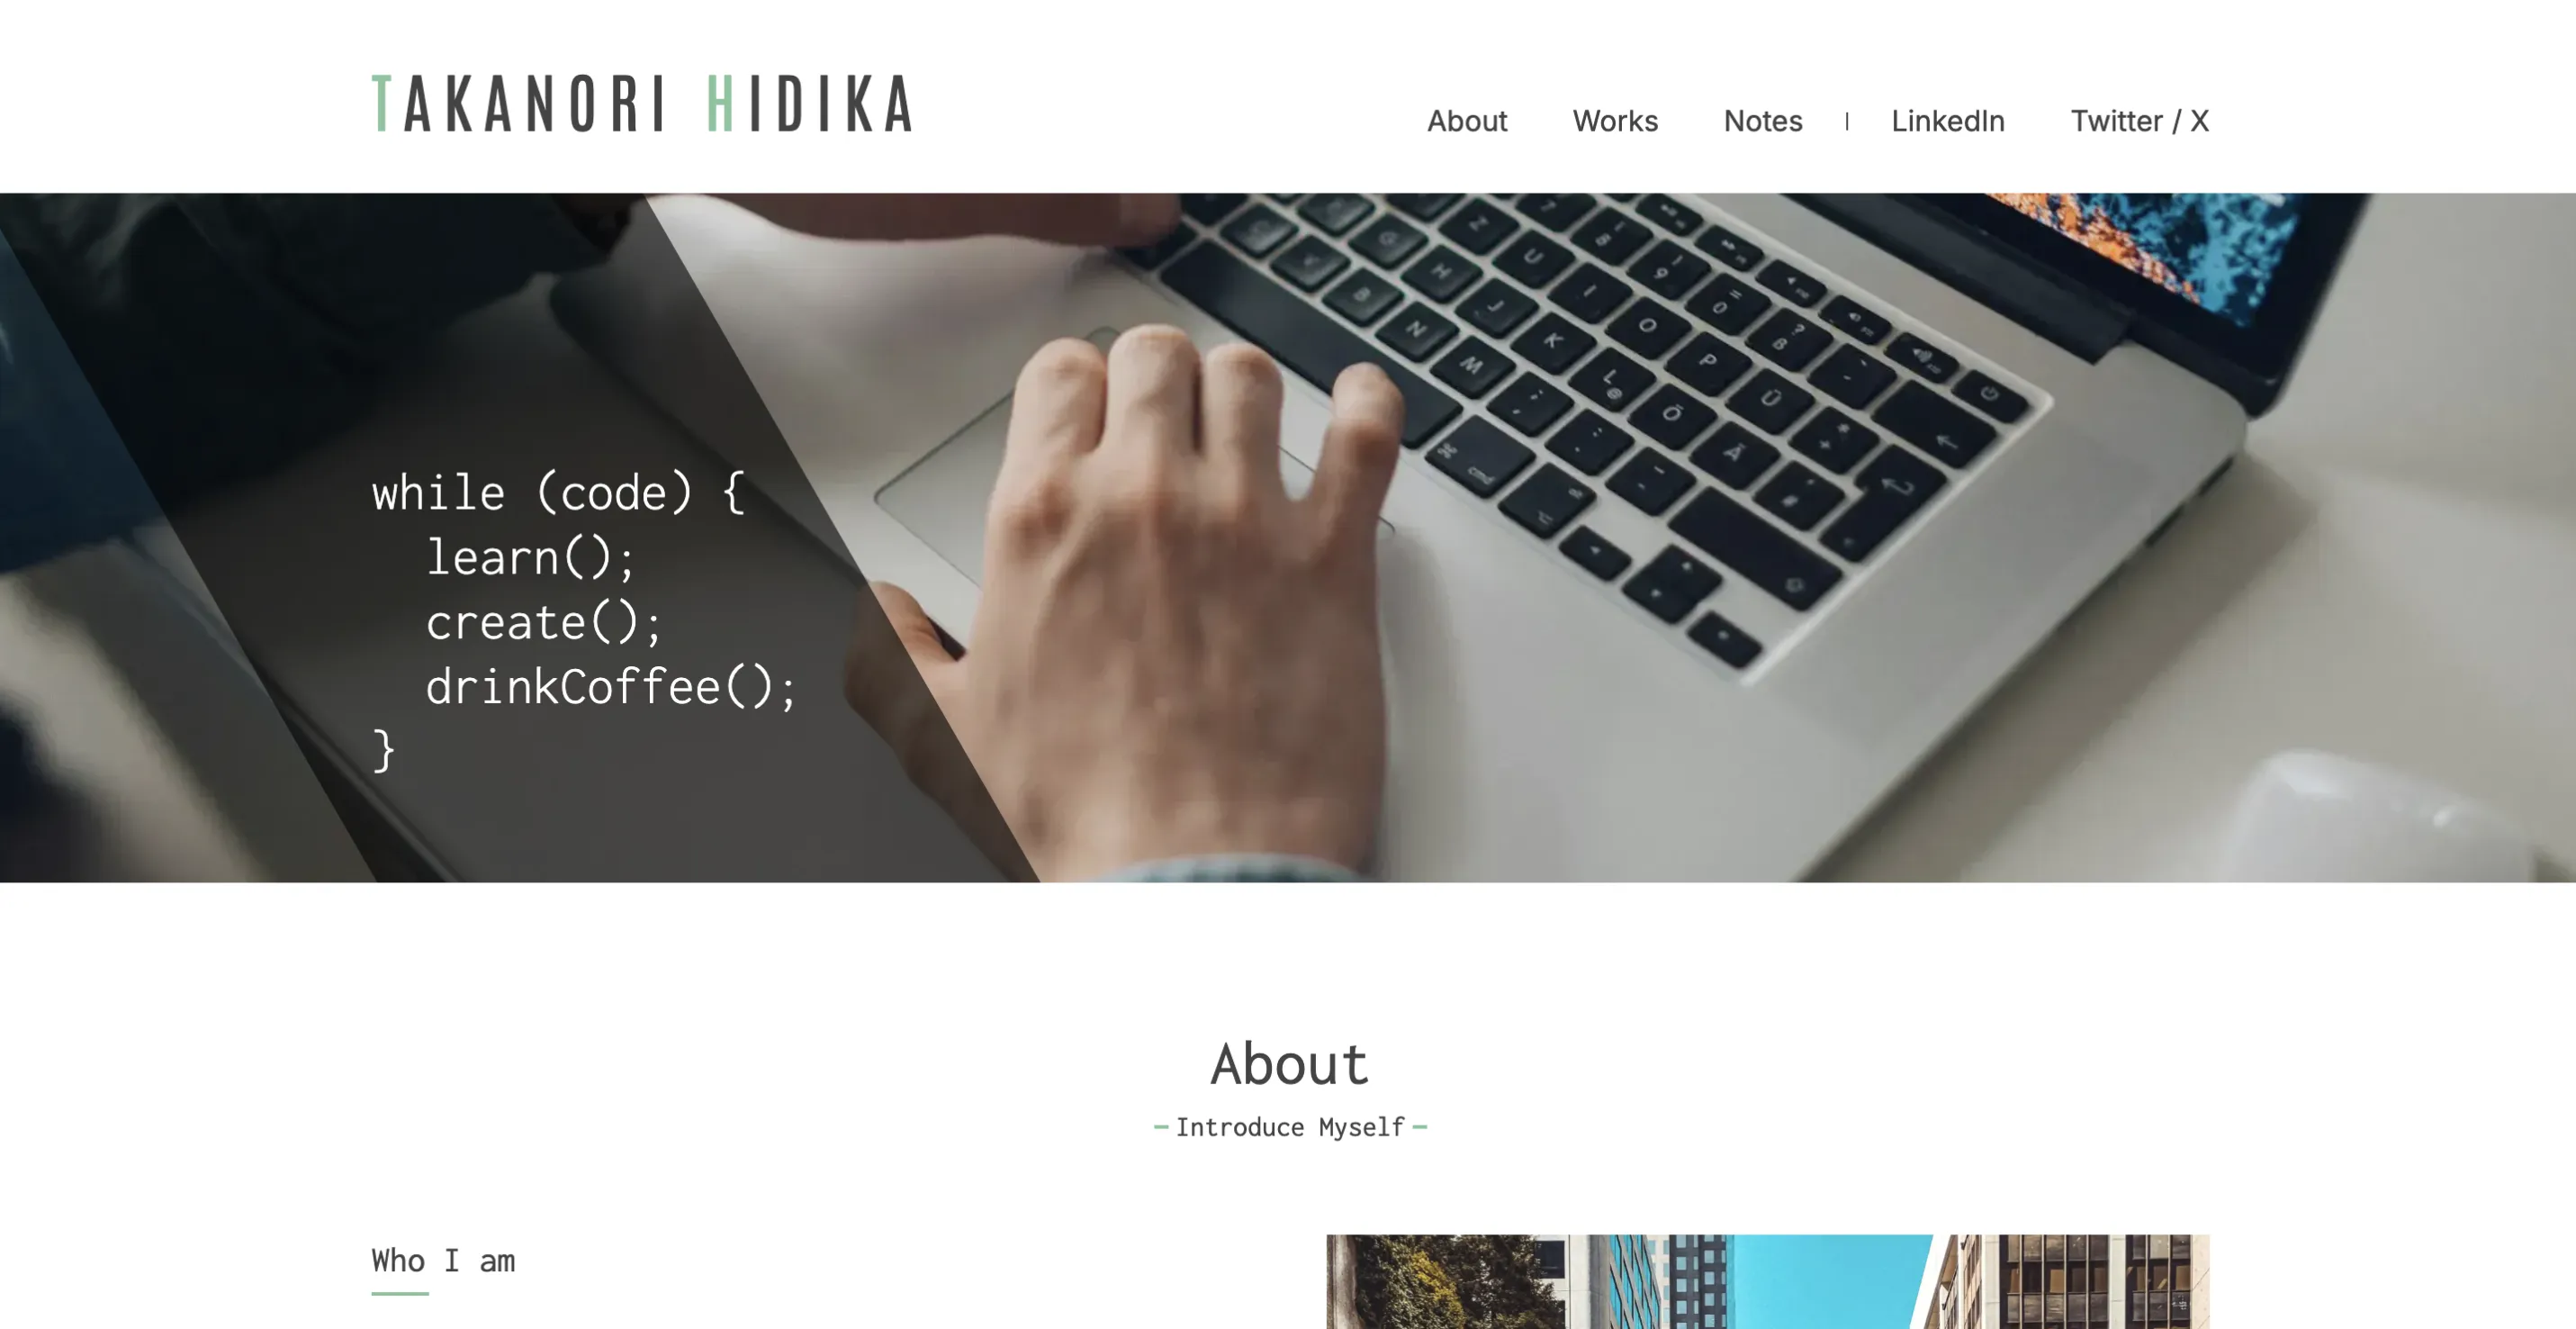 TAKANORI HIDIKA
About Works Notes | LinkedIn Twitter / X
while (code) {
learn();
create();
drinkCoffee();
}
About
Introduce Myself
Who I am